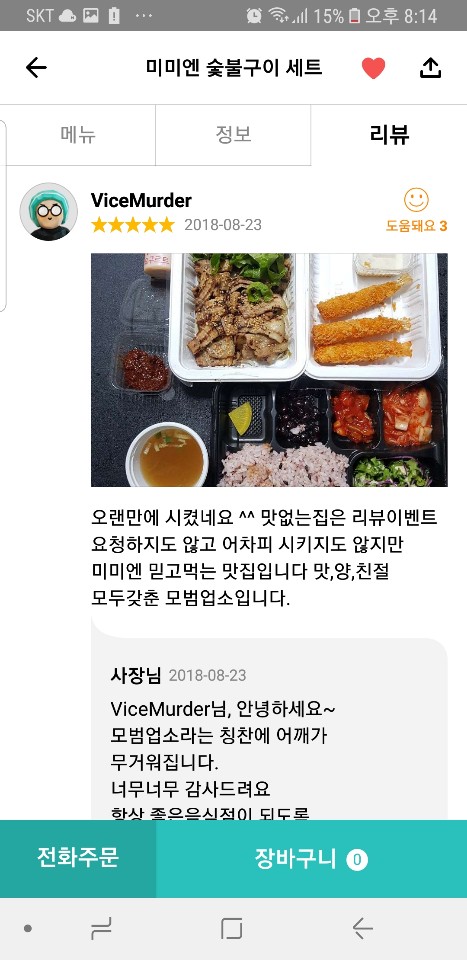 SKT ... 15% 오후 8:14
미미엔 숯불구이 세트
메뉴 정보 리뷰
ViceMurder
2018-08-23
도움돼요 3
오랜만에 시켰네요 ^^ 맛없는집은 리뷰이벤트
요청하지도 않고 어차피 시키지도 않지만
미미엔 믿고먹는 맛집입니다 맛,양,친절
모두갖춘 모범업소입니다.
사장님 2018-08-23
ViceMurder님, 안녕하세요~
모범업소라는 칭찬에 어깨가
무거워집니다.
너무너무 감사드려요
항상 좋은음식점이 되도록
전화주문 장바구니 0